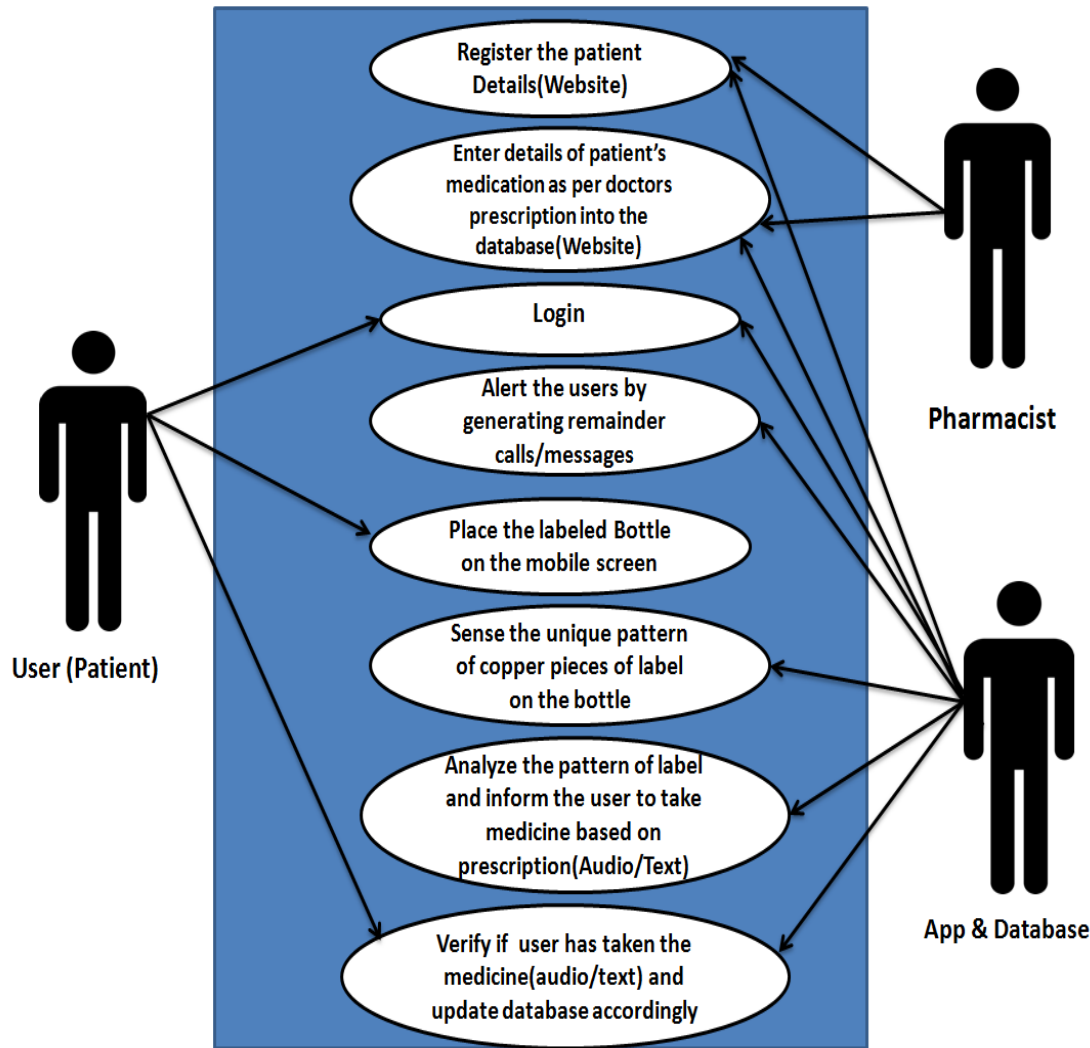 Register the patient
Details(Website)
Enter details of patient's
medication as per doctors
prescription into the
database(Website)
Login
Alert the users by
generating remainder
calls/messages
Pharmacist
Place the labeled Bottle
on the mobile screen
Sense the unique pattern
of copper pieces of label
on the bottle
User (Patient)
Analyze the pattern of label
and inform the user to take
medicine based on
prescription(Audio/Text)
Verify if user has taken the
medicine(audio/text) and
update database accordingly
App & Database